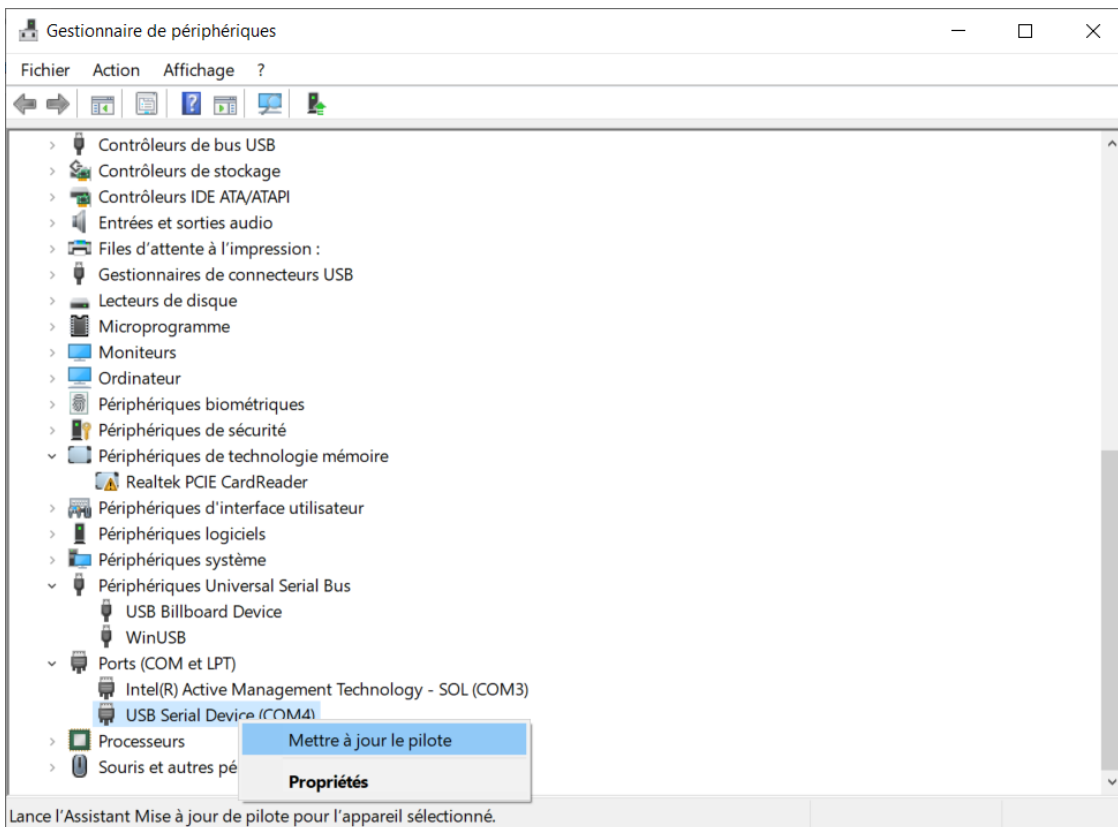 Gestionnaire de périphériques
Fichier Action Affichage ?
Contrôleurs de bus USB
Contrôleurs de stockage
Contrôleurs IDE ATA/ATAPI
Entrées et sorties audio
Files d'attente à l'impression :
Gestionnaires de connecteurs USB
Lecteurs de disque
Microprogramme
Moniteurs
Ordinateur
Périphériques biométriques
Périphériques de sécurité
Périphériques de technologie mémoire
Realtek PCIE CardReader
Périphériques d'interface utilisateur
Périphériques logiciels
Périphériques système
Périphériques Universal Serial Bus
USB Billboard Device
WinUSB
Ports (COM et LPT)
Intel(R) Active Management Technology - SOL (COM3)
USB Serial Device (COM4)
Processeurs
Mettre à jour le pilote
Souris et autres pé
Propriétés
Lance l'Assistant Mise à jour de pilote pour l'appareil sélectionné.